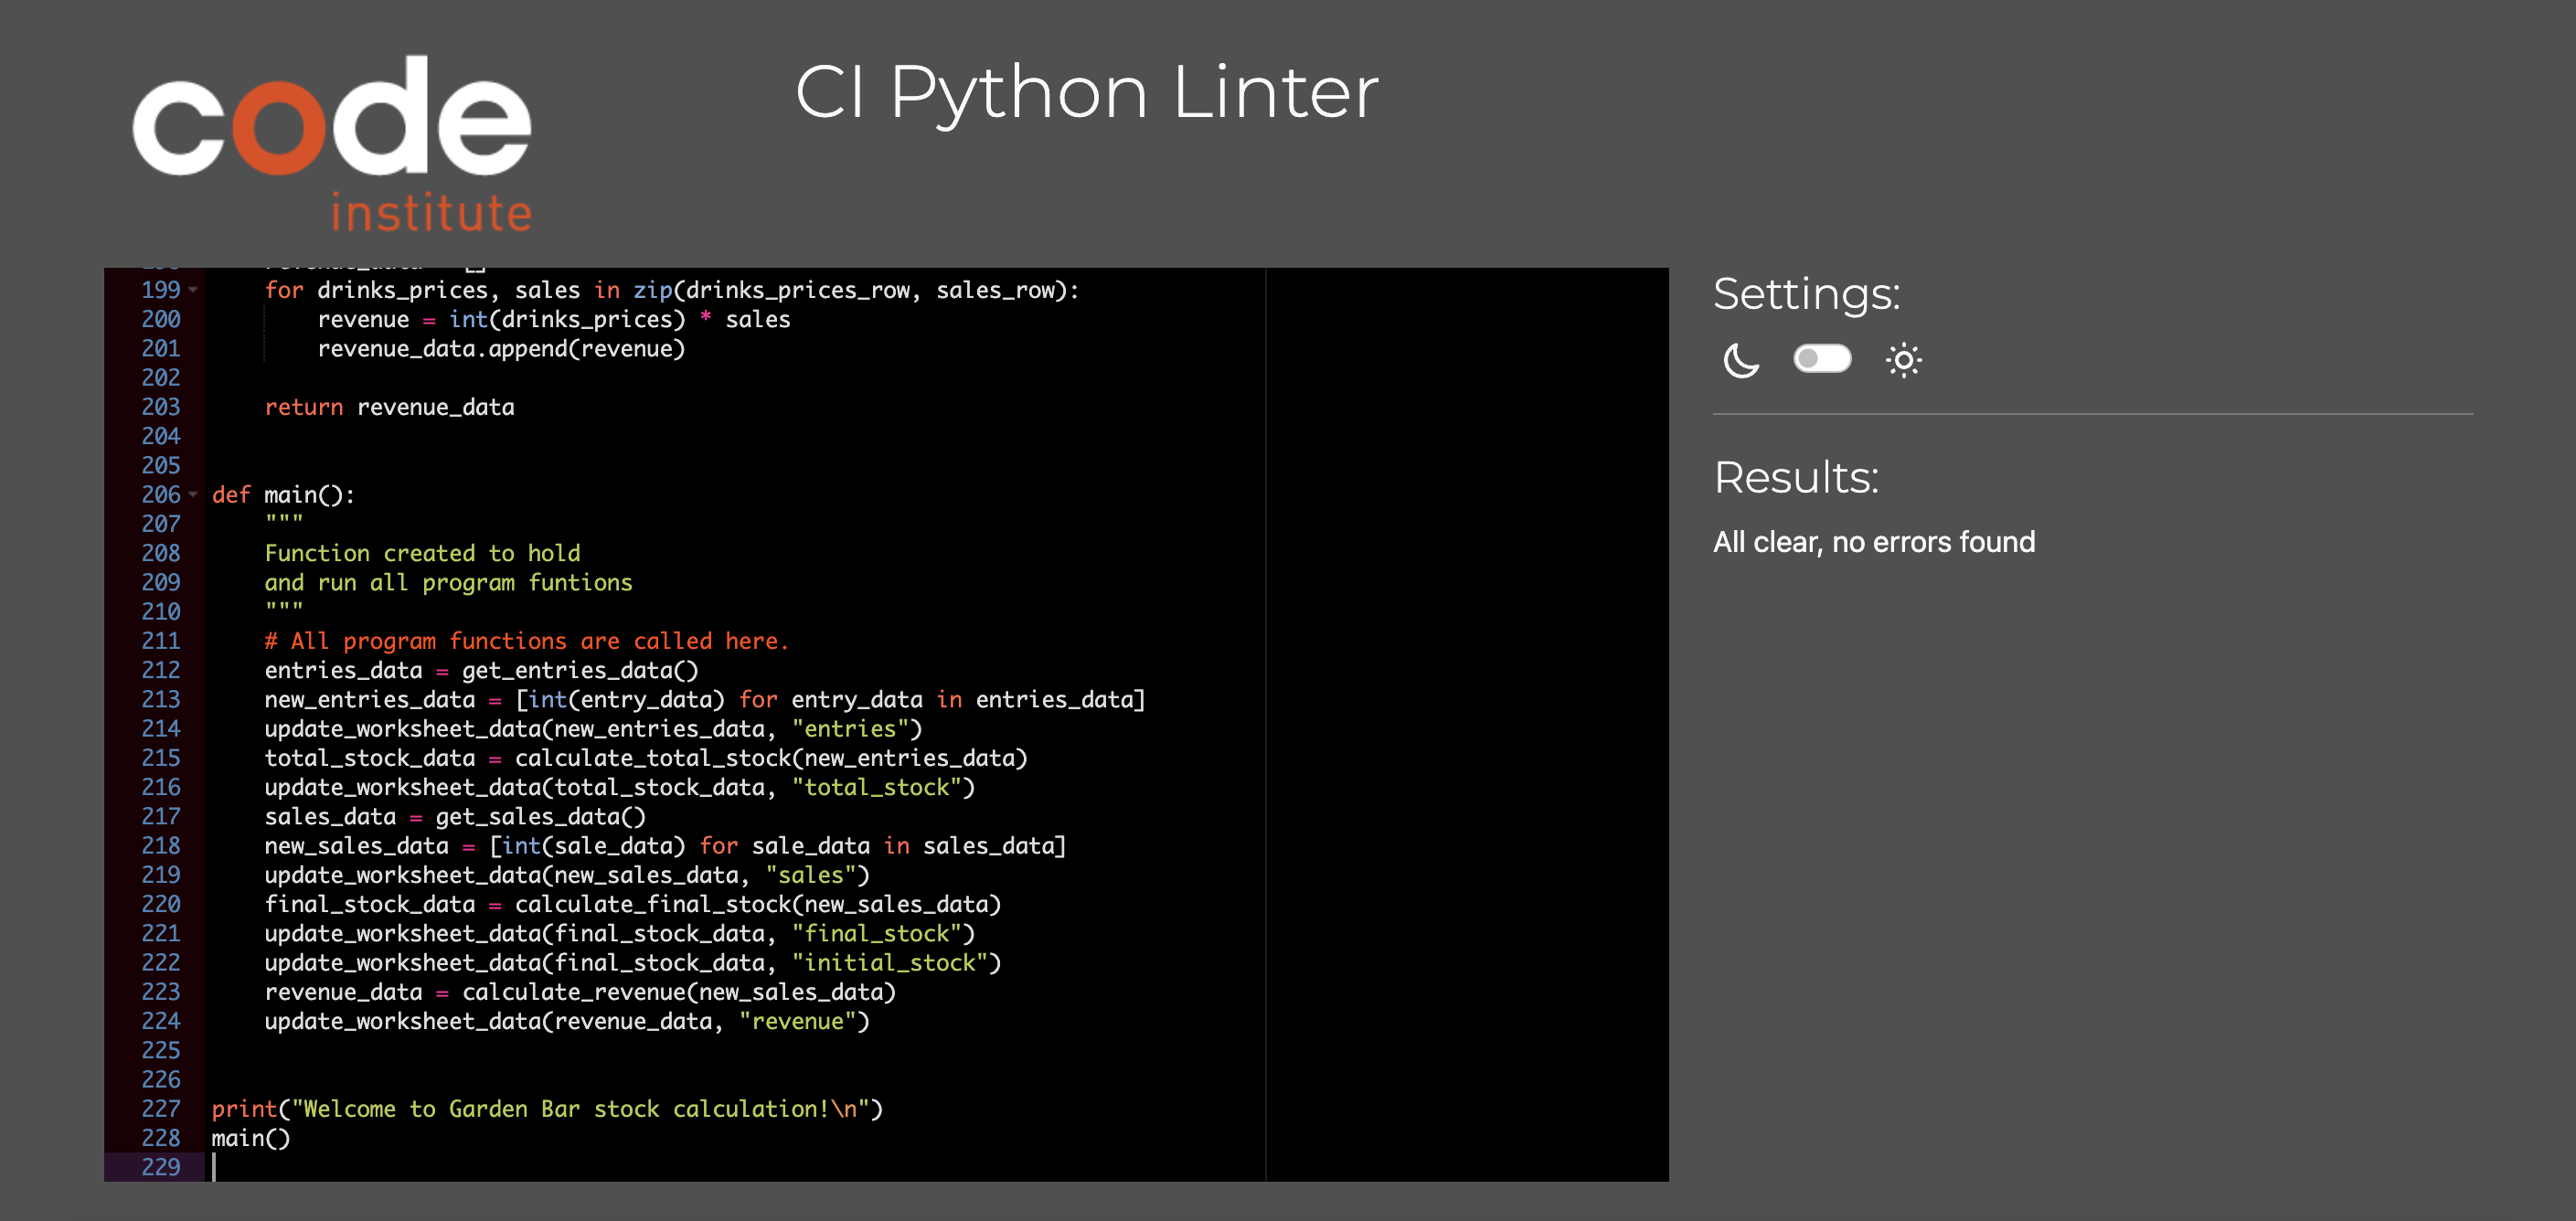 code
institute
CI Python Linter
199 for drinks_prices, sales in zip(drinks_prices_row, sales_row):
200 revenue = int(drinks_prices) * sales
201 revenue_data.append(revenue)
202
203 return revenue_data
204
205
206 def main():
207 """
208 Function created to hold
209 and run all program funtions
210 """
211 # All program functions are called here.
212 entries_data = get_entries_data()
213 new_entries_data = [int(entry_data) for entry_data in entries_data]
214 update_worksheet_data(new_entries_data, "entries")
215 total_stock_data = calculate_total_stock(new_entries_data)
216 update_worksheet_data(total_stock_data, "total_stock")
217 sales_data = get_sales_data()
218 new_sales_data = [int(sale_data) for sale_data in sales_data]
219 update_worksheet_data(new_sales_data, "sales")
220 final_stock_data = calculate_final_stock(new_sales_data)
221 update_worksheet_data(final_stock_data, "final_stock")
222 update_worksheet_data(final_stock_data, "initial_stock")
223 revenue_data = calculate_revenue(new_sales_data)
224 update_worksheet_data(revenue_data, "revenue")
225
226
227 print("Welcome to Garden Bar stock calculation!\n")
228 main()
229
Settings:
Results:
All clear, no errors found